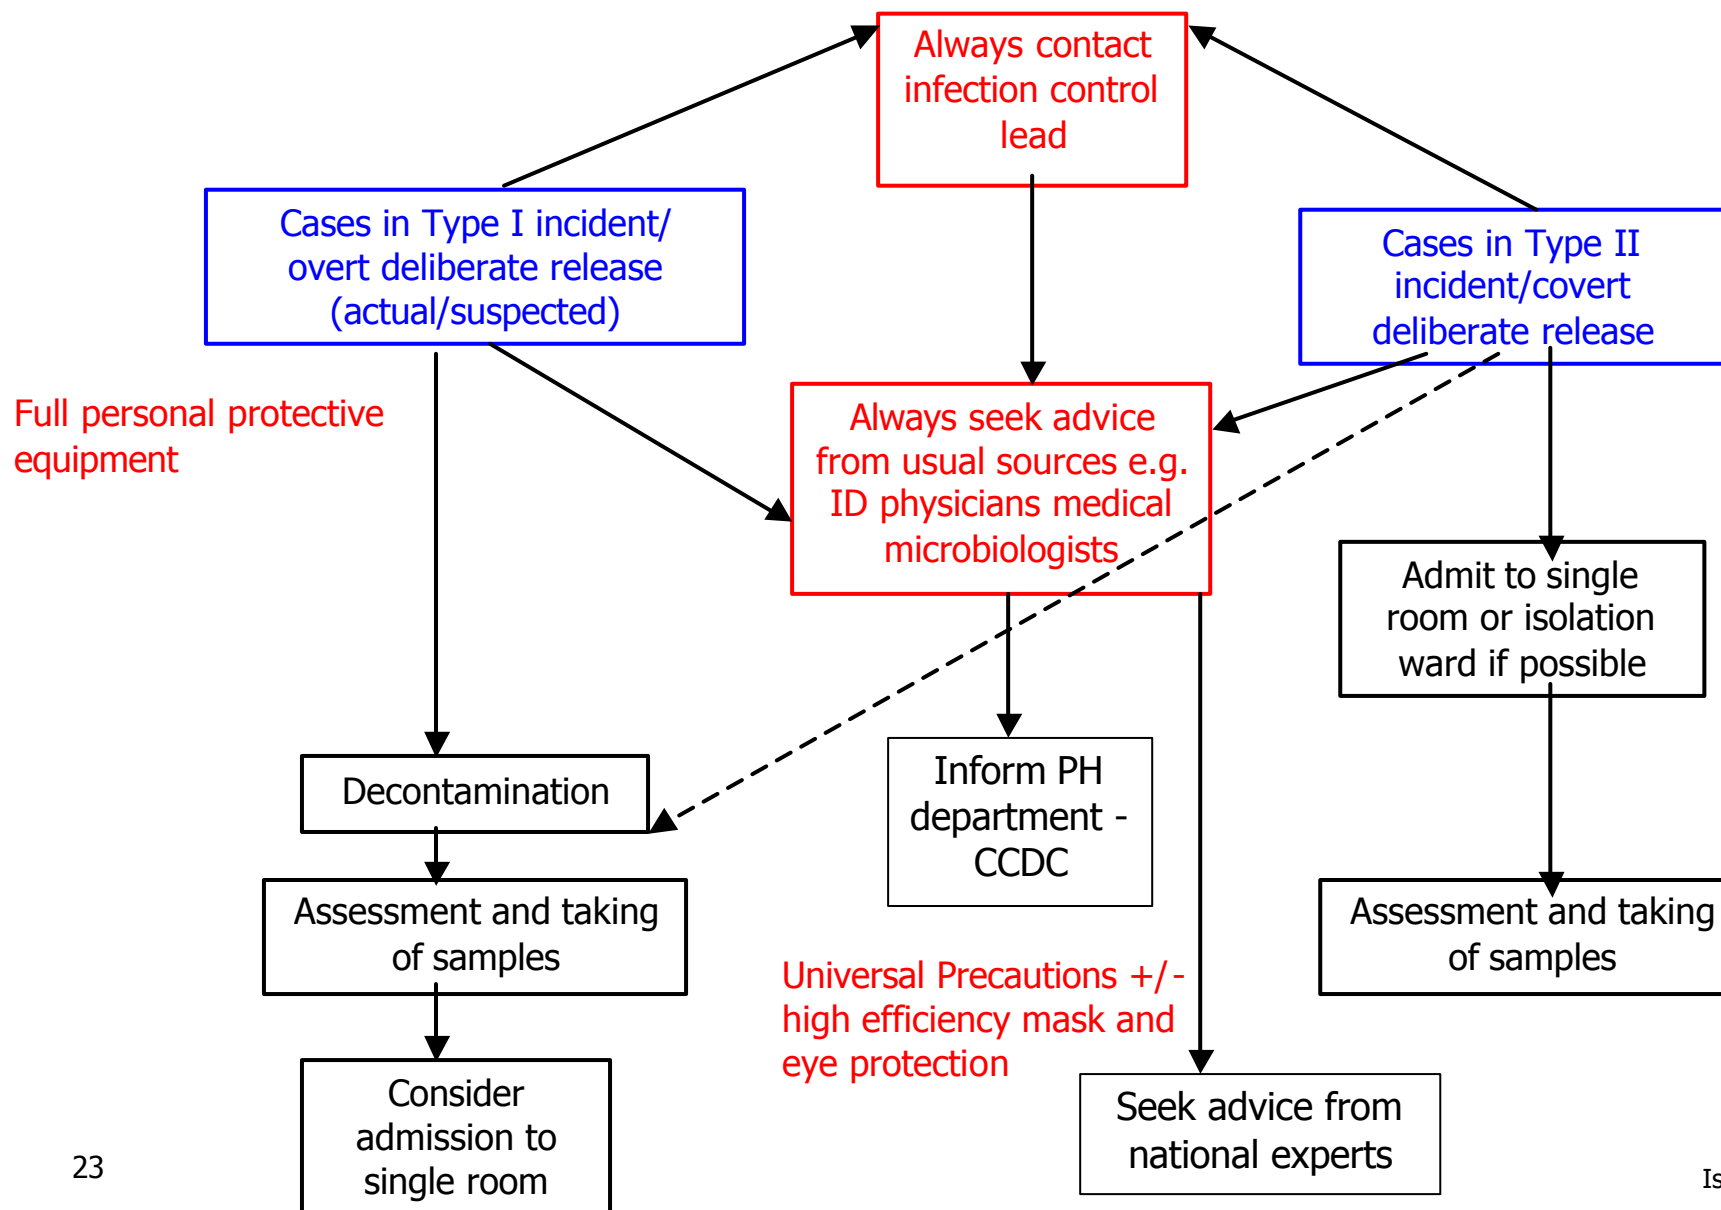 Always contact
infection control
lead
Cases in Type I incident/
overt deliberate release
(actual/suspected)
Cases in Type II
incident/covert
deliberate release
Full personal protective
equipment
Always seek advice
from usual sources e.g.
ID physicians medical
microbiologists
Admit to single
room or isolation
ward if possible
Decontamination
Inform PH
department -
CCDC
Assessment and taking
of samples
Assessment and taking
of samples
Universal Precautions +/-
high efficiency mask and
eye protection
Consider
admission to
single room
Seek advice from
national experts
23
Is